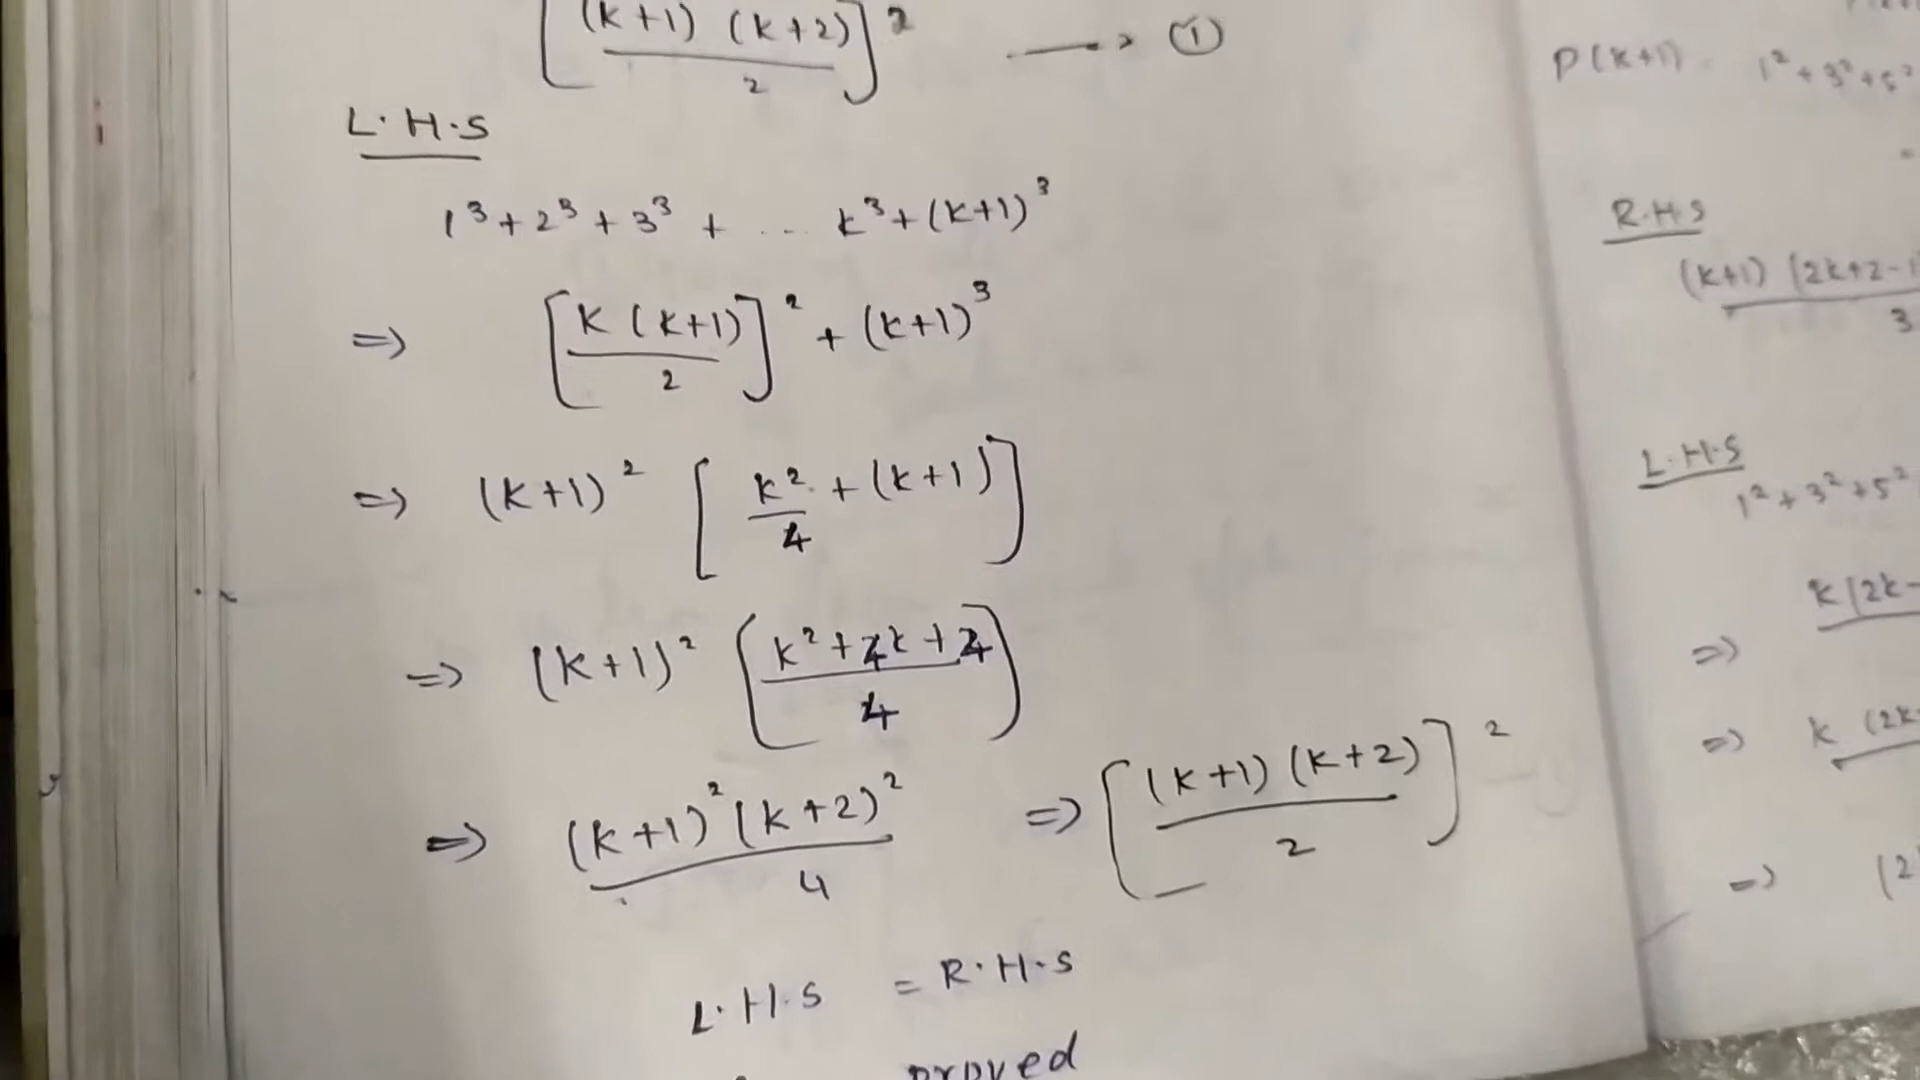 [(k+1) (k+2) / 2]² → ①
L.H.S
1³ + 2³ + 3³ + ... k³ + (k+1)³
⇒ [k (k+1) / 2]² + (k+1)³
⇒ (k+1)² [k²/4 + (k+1)]
⇒ (k+1)² (k² + 4k + 4 / 4)
⇒ (k+1)² (k+2)² / 4 ⇒ [(k+1) (k+2) / 2]²
L.H.S = R.H.S
proved
P(k+1) 1² + 3² + 5²
R.H.S
(k+1) (2k+2-1
3
L.H.S
1² + 3² + 5²
⇒ k(2k-
⇒ k (2k
⇒ (2